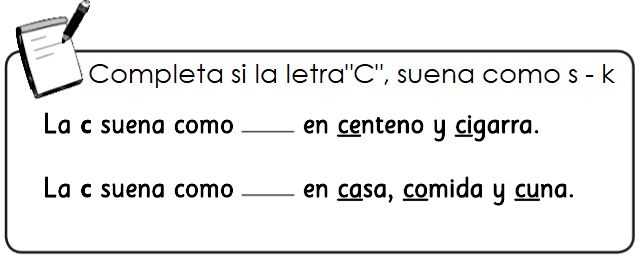 Completa si la letra"C", suena como s - k
La c suena como ____ en centeno y cigarra.
La c suena como ____ en casa, comida y cuna.